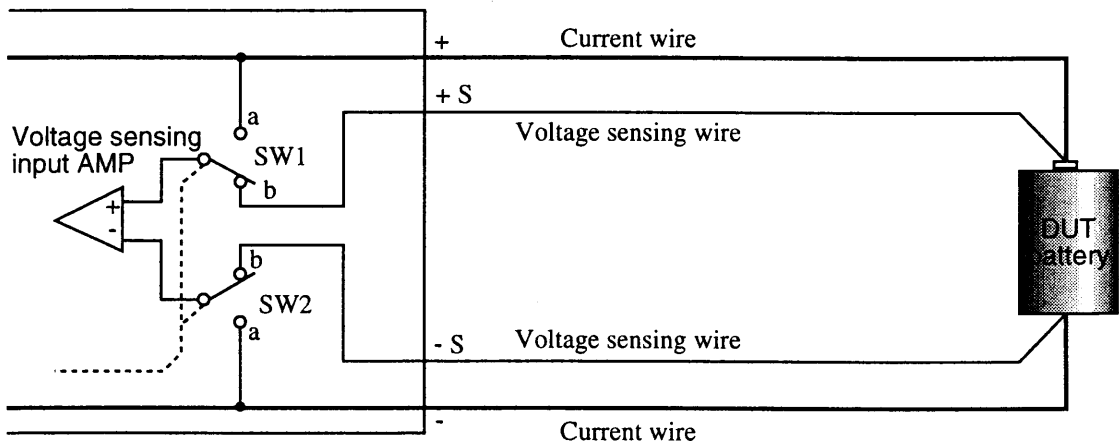 +
Current wire
+ S
Voltage sensing wire
a
Voltage sensing
input AMP
SW1
b
+
-
b
SW2
a
DUT
battery
- S
Voltage sensing wire
-
Current wire